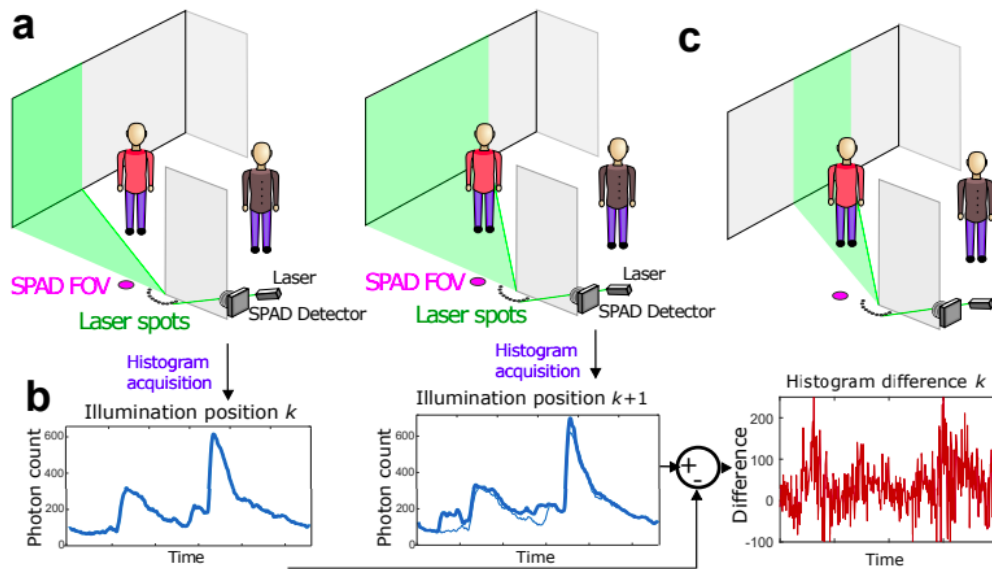 a
c
SPAD FOV
Laser
SPAD Detector
Laser spots
SPAD FOV
Laser
SPAD Detector
Laser spots
Histogram
acquisition
Histogram
acquisition
b
Illumination position k
Photon count
600
400
200
0
Time
Illumination position k+1
Photon count
600
400
200
0
Time
+
-
Histogram difference k
Difference
200
100
0
-100
Time